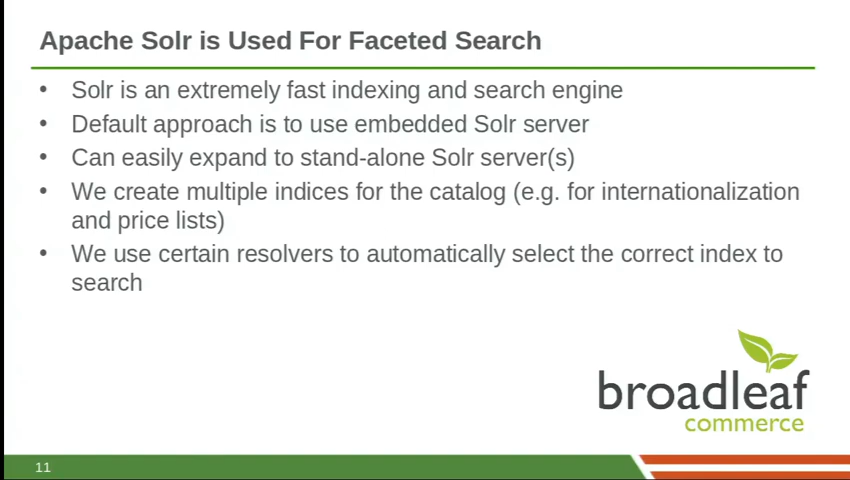 Apache Solr is Used For Faceted Search
• Solr is an extremely fast indexing and search engine
• Default approach is to use embedded Solr server
• Can easily expand to stand-alone Solr server(s)
• We create multiple indices for the catalog (e.g. for internationalization
and price lists)
• We use certain resolvers to automatically select the correct index to
search
broadleaf
commerce
11